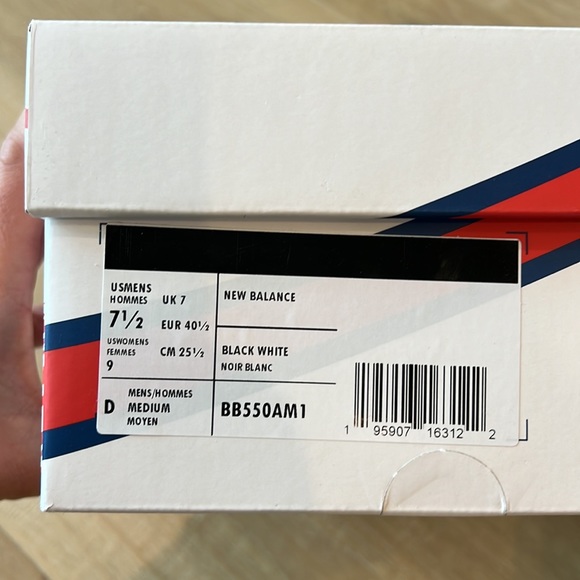 USMENS
HOMMES
7½
USWOMENS
FEMMES
9
UK 7
EUR 40½
CM 25½
NEW BALANCE
BLACK WHITE
NOIR BLANC
D
MENS/HOMMES
MEDIUM
MOYEN
BB550AM1
1 95907 16312 2